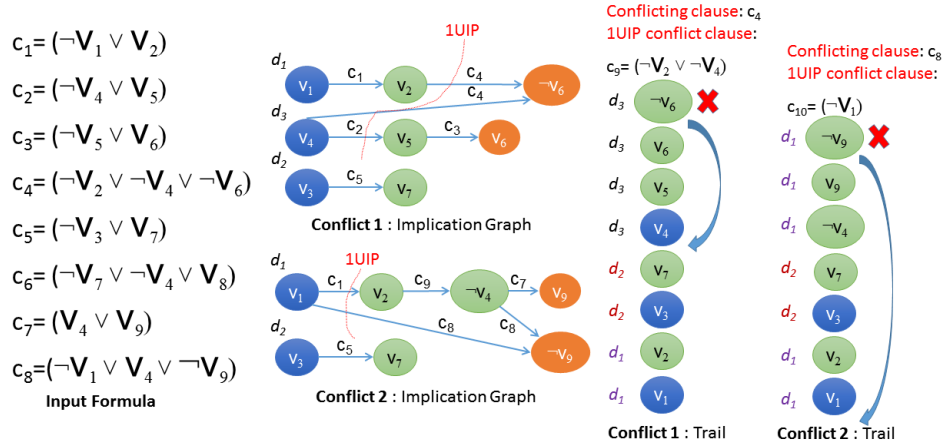 c₁= (¬V₁ ∨ V₂)
c₂= (¬V₄ ∨ V₅)
c₃= (¬V₅ ∨ V₆)
c₄= (¬V₂ ∨ ¬V₄ ∨ ¬V₆)
c₅= (¬V₃ ∨ V₇)
c₆= (¬V₇ ∨ ¬V₄ ∨ V₈)
c₇= (V₄ ∨ V₉)
c₈=(¬V₁ ∨ V₄ ∨ ¬V₉)
Input Formula
1UIP
d₁
v₁ c₁ v₂ c₄ ¬v₆
c₄
d₃
v₄ c₂ v₅ c₃ v₆
d₂
v₃ c₅ v₇
Conflict 1 : Implication Graph
d₁
1UIP
v₁ c₁ v₂ c₉ ¬v₄ c₇ v₉
c₈ c₈
d₂
v₃ c₅ v₇ ¬v₉
Conflict 2 : Implication Graph
Conflicting clause: c₄
1UIP conflict clause:
c₉= (¬V₂ ∨ ¬V₄)
d₃ ¬v₆
d₃ v₆
d₃ v₅
d₃ v₄
d₂ v₇
d₂ v₃
d₁ v₂
d₁ v₁
Conflict 1 : Trail
Conflicting clause: c₈
1UIP conflict clause:
c₁₀= (¬V₁)
d₁ ¬v₉
d₁ v₉
d₁ ¬v₄
d₂ v₇
d₂ v₃
d₁ v₂
d₁ v₁
Conflict 2 : Trail